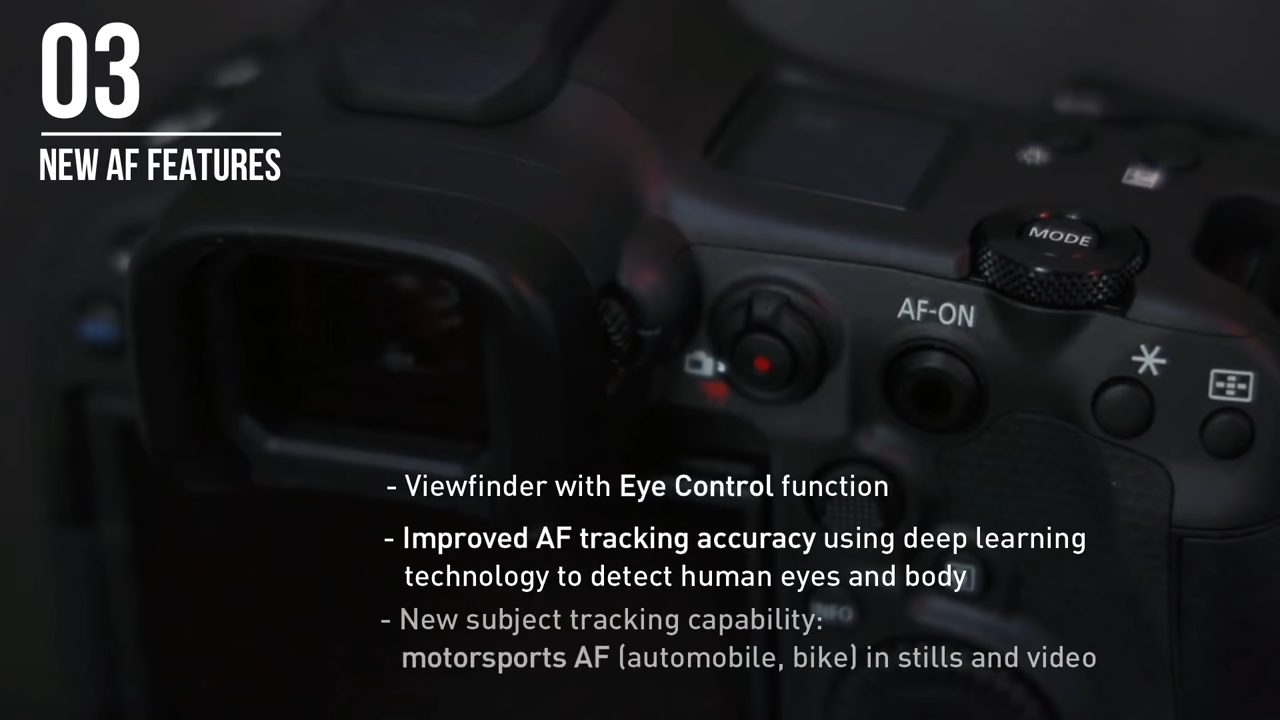 03
NEW AF FEATURES
MODE
AF-ON
- Viewfinder with Eye Control function
- Improved AF tracking accuracy using deep learning
technology to detect human eyes and body
- New subject tracking capability:
INFO
motorsports AF (automobile, bike) in stills and video